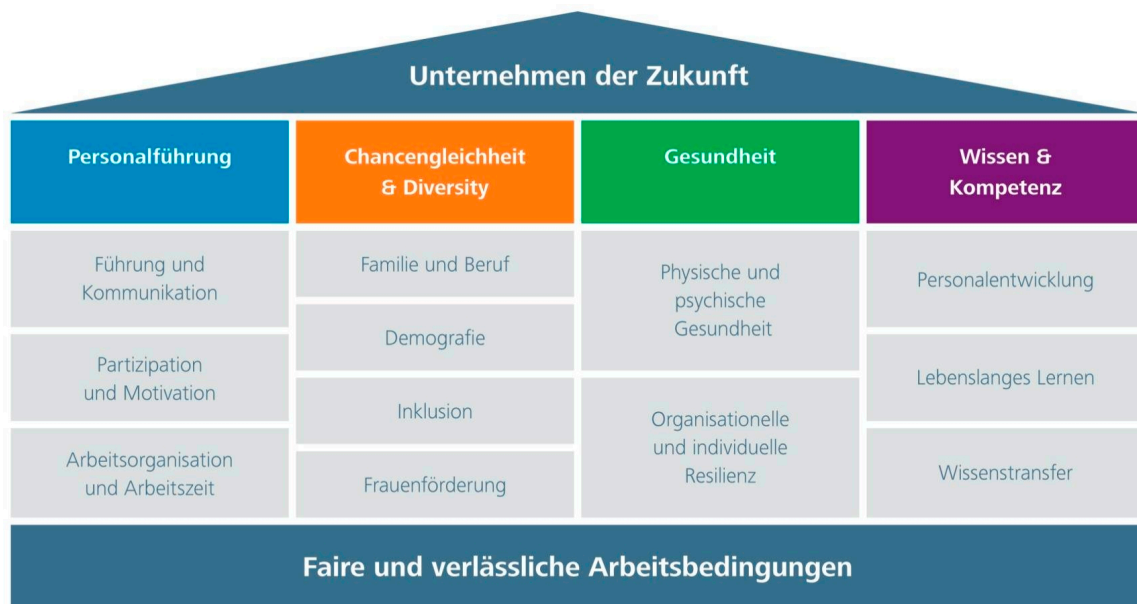 Unternehmen der Zukunft
Personalführung
Führung und
Kommunikation
Partizipation
und Motivation
Arbeitsorganisation
und Arbeitszeit
Chancengleichheit
& Diversity
Familie und Beruf
Demografie
Inklusion
Frauenförderung
Gesundheit
Physische und
psychische
Gesundheit
Organisationelle
und individuelle
Resilienz
Wissen &
Kompetenz
Personalentwicklung
Lebenslanges Lernen
Wissenstransfer
Faire und verlässliche Arbeitsbedingungen